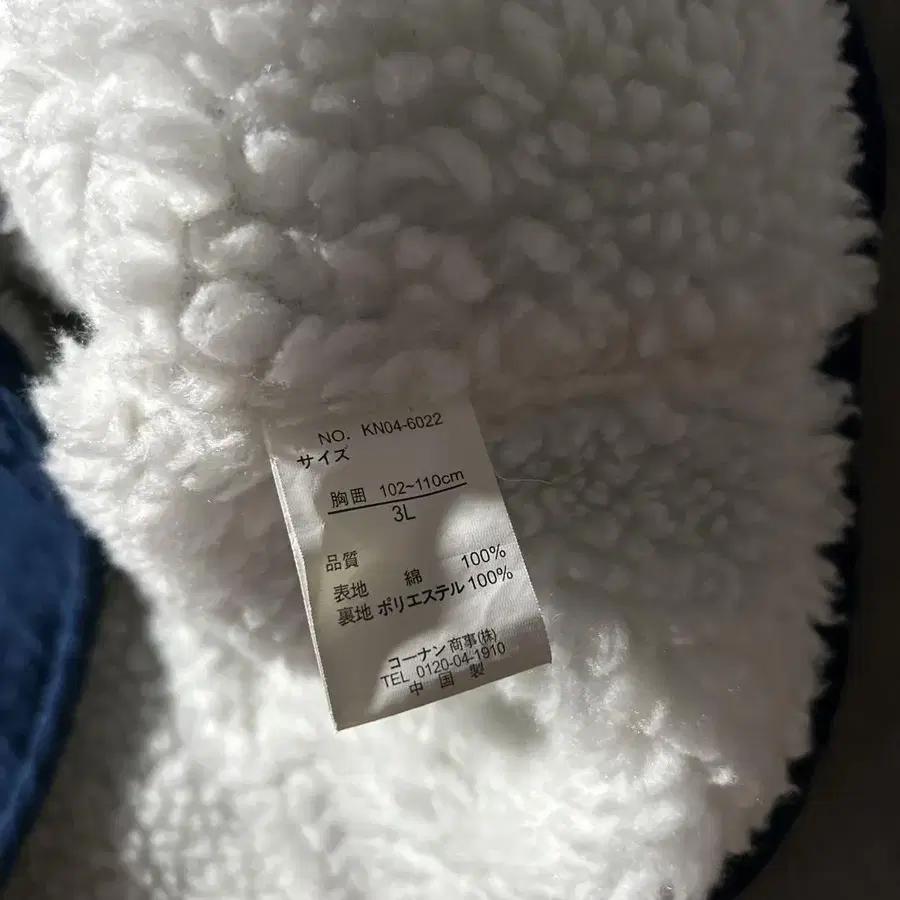 NO. KN04-6022
サイズ
胸囲 102~110cm
3L
品質
表地 綿 100%
裏地 ポリエステル 100%
コーナン商事(株)
TEL 0120-04-1910
中国製